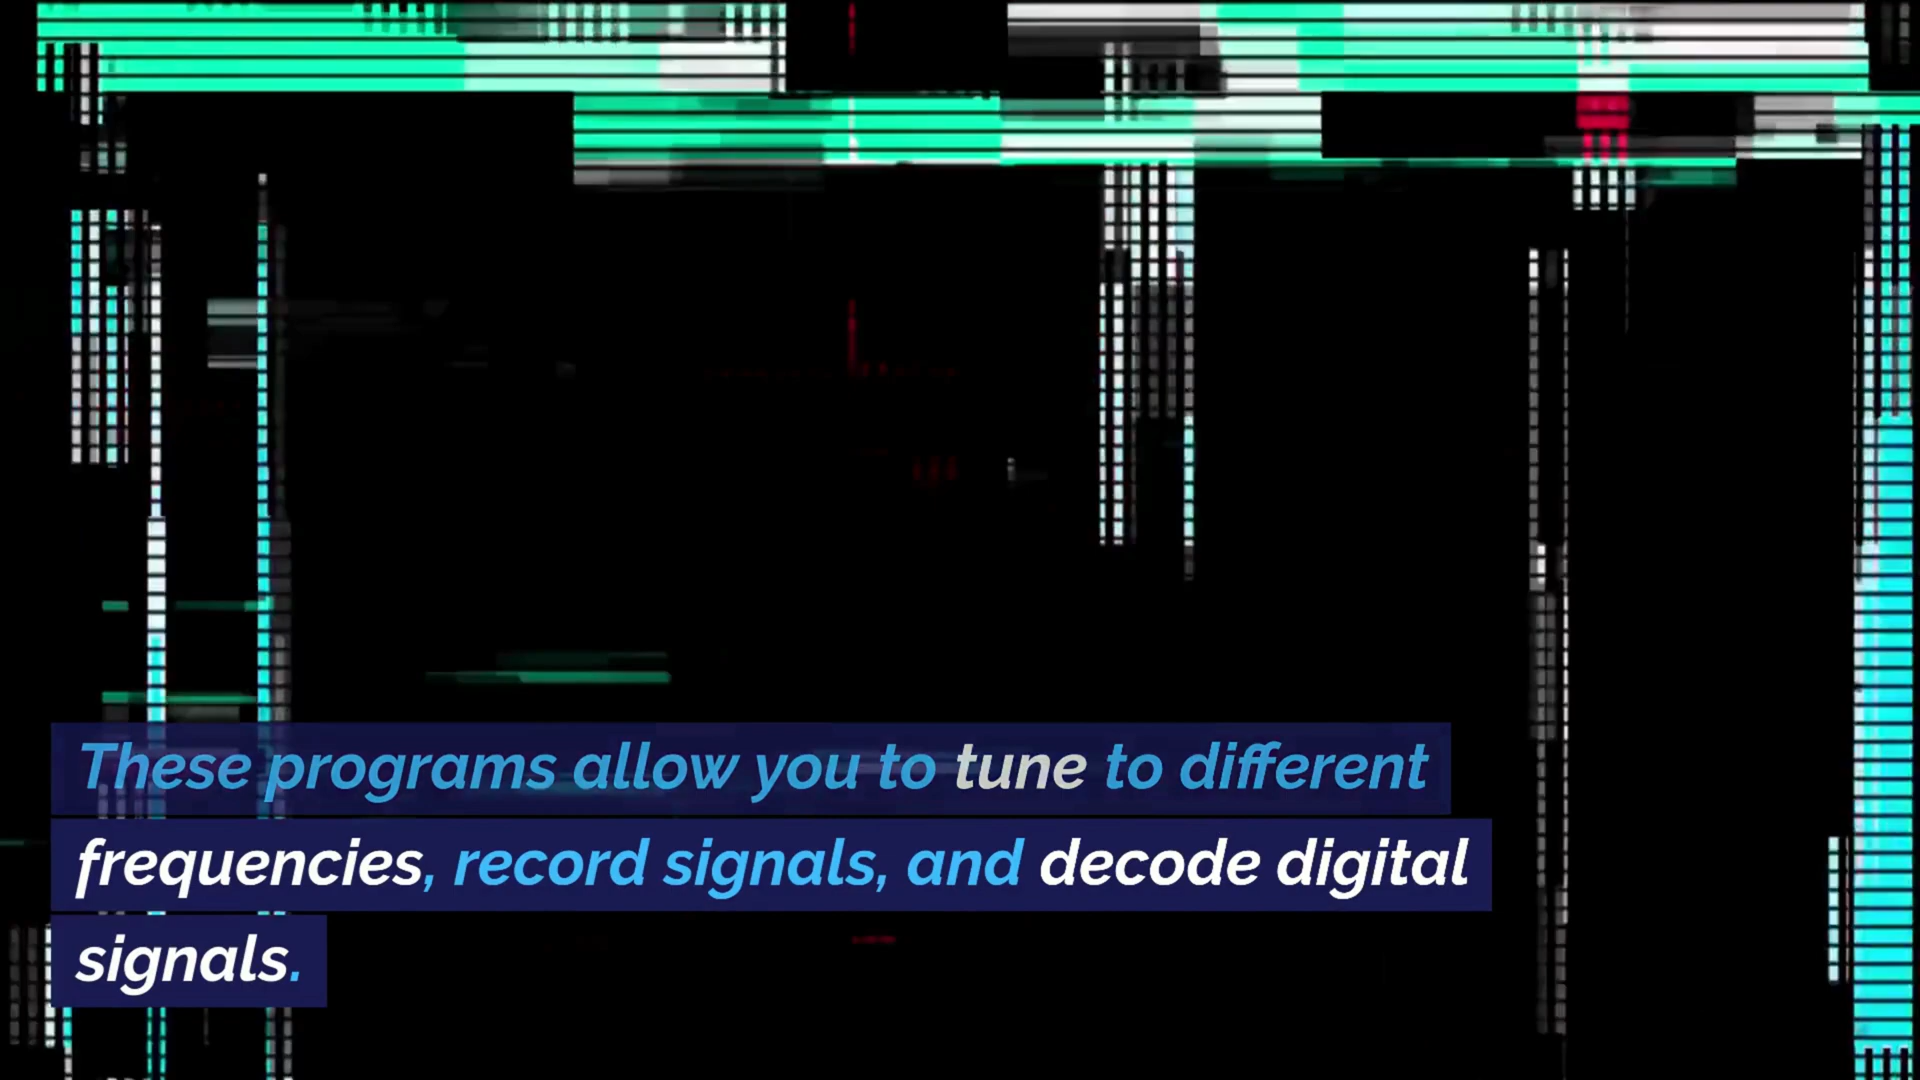 These programs allow you to tune to different
frequencies, record signals, and decode digital
signals.